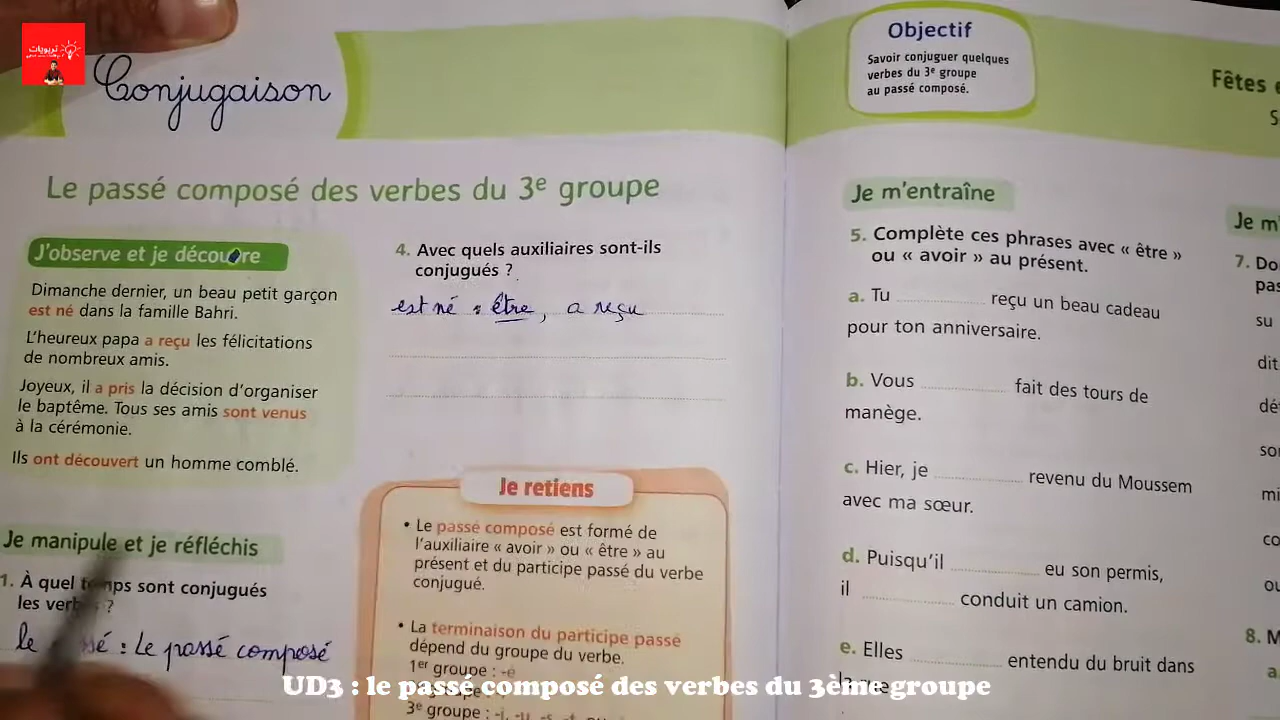 تربويات
Conjugaison
Le passé composé des verbes du 3e groupe
J'observe et je découvre
Dimanche dernier, un beau petit garçon
est né dans la famille Bahri.
L'heureux papa a reçu les félicitations
de nombreux amis.
Joyeux, il a pris la décision d'organiser
le baptême. Tous ses amis sont venus
à la cérémonie.
Ils ont découvert un homme comblé.
Je manipule et je réfléchis
1. À quel temps sont conjugués
les verbes ?
le passé : Le passé composé
4. Avec quels auxiliaires sont-ils
conjugués ?
est né : être, a reçu
Je retiens
• Le passé composé est formé de
l'auxiliaire « avoir » ou « être » au
présent et du participe passé du verbe
conjugué.
• La terminaison du participe passé
dépend du groupe du verbe.
1er groupe : -é
3e groupe : -i, -u, -s, -t,
Objectif
Savoir conjuguer quelques
verbes du 3e groupe
au passé composé.
Fêtes e
S
Je m'entraîne
5. Complète ces phrases avec « être »
ou « avoir » au présent.
a. Tu .......... reçu un beau cadeau
pour ton anniversaire.
b. Vous .......... fait des tours de
manège.
c. Hier, je .......... revenu du Moussem
avec ma sœur.
d. Puisqu'il .......... eu son permis,
il .......... conduit un camion.
e. Elles .......... entendu du bruit dans
la rue.
Je m
7. Do
pas
su
dit
dé
so
mi
co
ou
8. M
a.
UD3 : le passé composé des verbes du 3ème groupe